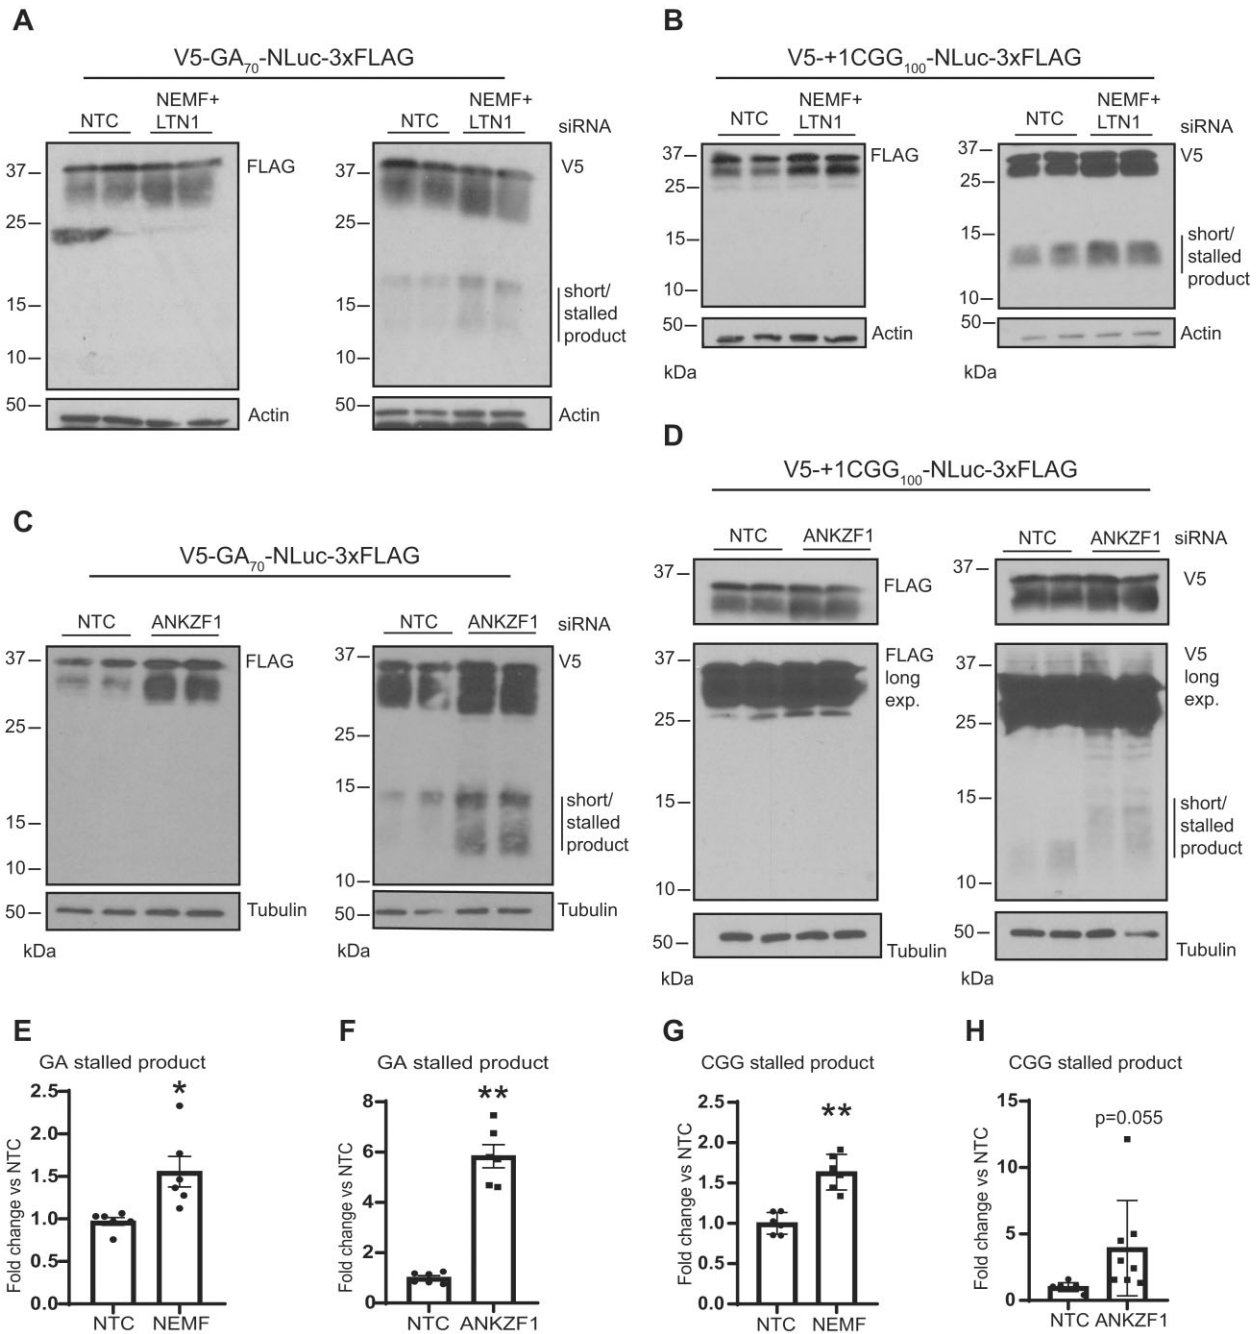 A
V5-GA70-NLuc-3xFLAG
NTC
NEMF+
LTN1
NTC
NEMF+
LTN1
siRNA
37
25
15
10
50
FLAG
Actin
37
25
15
10
50
V5
short/
stalled
product
Actin
B
V5-+1CGG100-NLuc-3xFLAG
NTC
NEMF+
LTN1
NTC
NEMF+
LTN1
siRNA
37
25
15
10
50
FLAG
Actin
kDa
37
25
15
10
50
V5
short/
stalled
product
Actin
kDa
C
V5-GA70-NLuc-3xFLAG
NTC
ANKZF1
NTC
ANKZF1
siRNA
37
25
15
10
50
FLAG
Tubulin
kDa
37
25
15
10
50
V5
short/
stalled
product
Tubulin
kDa
D
V5-+1CGG100-NLuc-3xFLAG
NTC
ANKZF1
NTC
ANKZF1
siRNA
37
FLAG
37
25
15
10
50
FLAG
long
exp.
Tubulin
kDa
37
V5
37
25
15
10
50
V5
long
exp.
short/
stalled
product
Tubulin
kDa
E
GA stalled product
Fold change vs NTC
2.5
2.0
1.5
1.0
0.5
0.0
*
NTC
NEMF
F
GA stalled product
Fold change vs NTC
8
6
4
2
0
**
NTC
ANKZF1
G
CGG stalled product
Fold change vs NTC
2.5
2.0
1.5
1.0
0.5
0.0
**
NTC
NEMF
H
CGG stalled product
Fold change vs NTC
15
10
5
0
p=0.055
NTC
ANKZF1